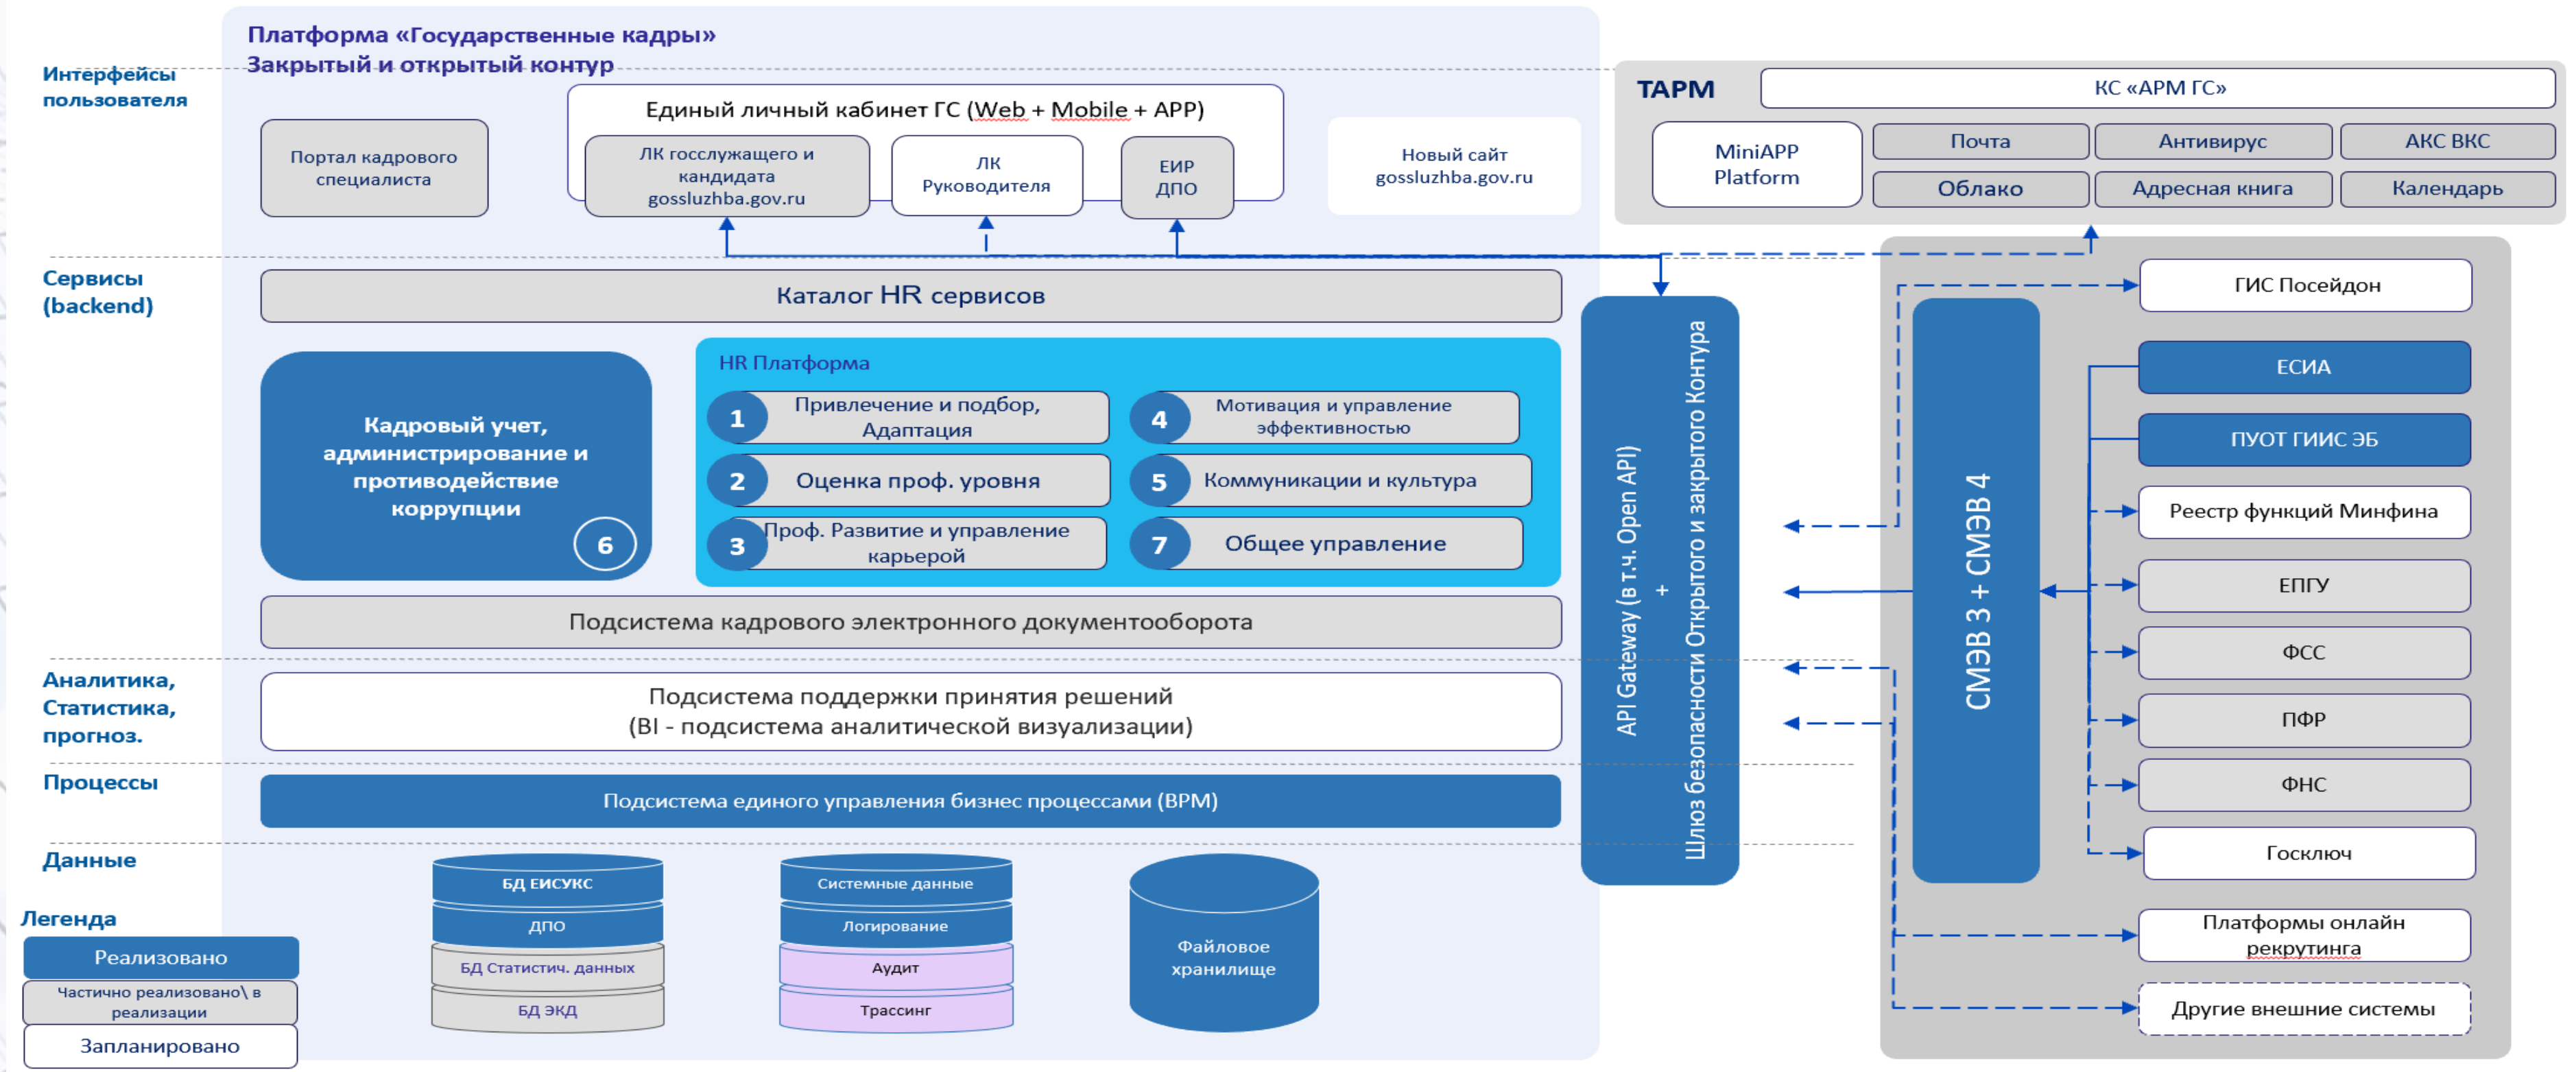 Платформа «Государственные кадры»
Закрытый и открытый контур
Интерфейсы
пользователя
Портал кадрового
специалиста
Единый личный кабинет ГС (Web + Mobile + APP)
ЛК госслужащего и
кандидата
gossluzhba.gov.ru
ЛК
Руководителя
ЕИР
ДПО
Новый сайт
gossluzhba.gov.ru
ТАРМ
КС «АРМ ГС»
MiniAPP
Platform
Почта
Антивирус
АКС ВКС
Облако
Адресная книга
Календарь
Сервисы
(backend)
Каталог HR сервисов
Кадровый учет,
администрирование и
противодействие
коррупции
6
HR Платформа
1
Привлечение и подбор,
Адаптация
2
Оценка проф. уровня
3
Проф. Развитие и управление
карьерой
4
Мотивация и управление
эффективностью
5
Коммуникации и культура
7
Общее управление
Подсистема кадрового электронного документооборота
Аналитика,
Статистика,
прогноз.
Подсистема поддержки принятия решений
(BI - подсистема аналитической визуализации)
Процессы
Подсистема единого управления бизнес процессами (BPM)
Данные
БД ЕИСУКС
ДПО
БД Статистич. данных
БД ЭКД
Системные данные
Логирование
Аудит
Трассинг
Файловое
хранилище
API Gateway (в т.ч. Open API)
+
Шлюз безопасности Открытого и закрытого Контура
СМЭВ 3 + СМЭВ 4
ГИС Посейдон
ЕСИА
ПУОТ ГИИС ЭБ
Реестр функций Минфина
ЕПГУ
ФСС
ПФР
ФНС
Госключ
Платформы онлайн
рекрутинга
Другие внешние системы
Легенда
Реализовано
Частично реализовано\ в
реализации
Запланировано